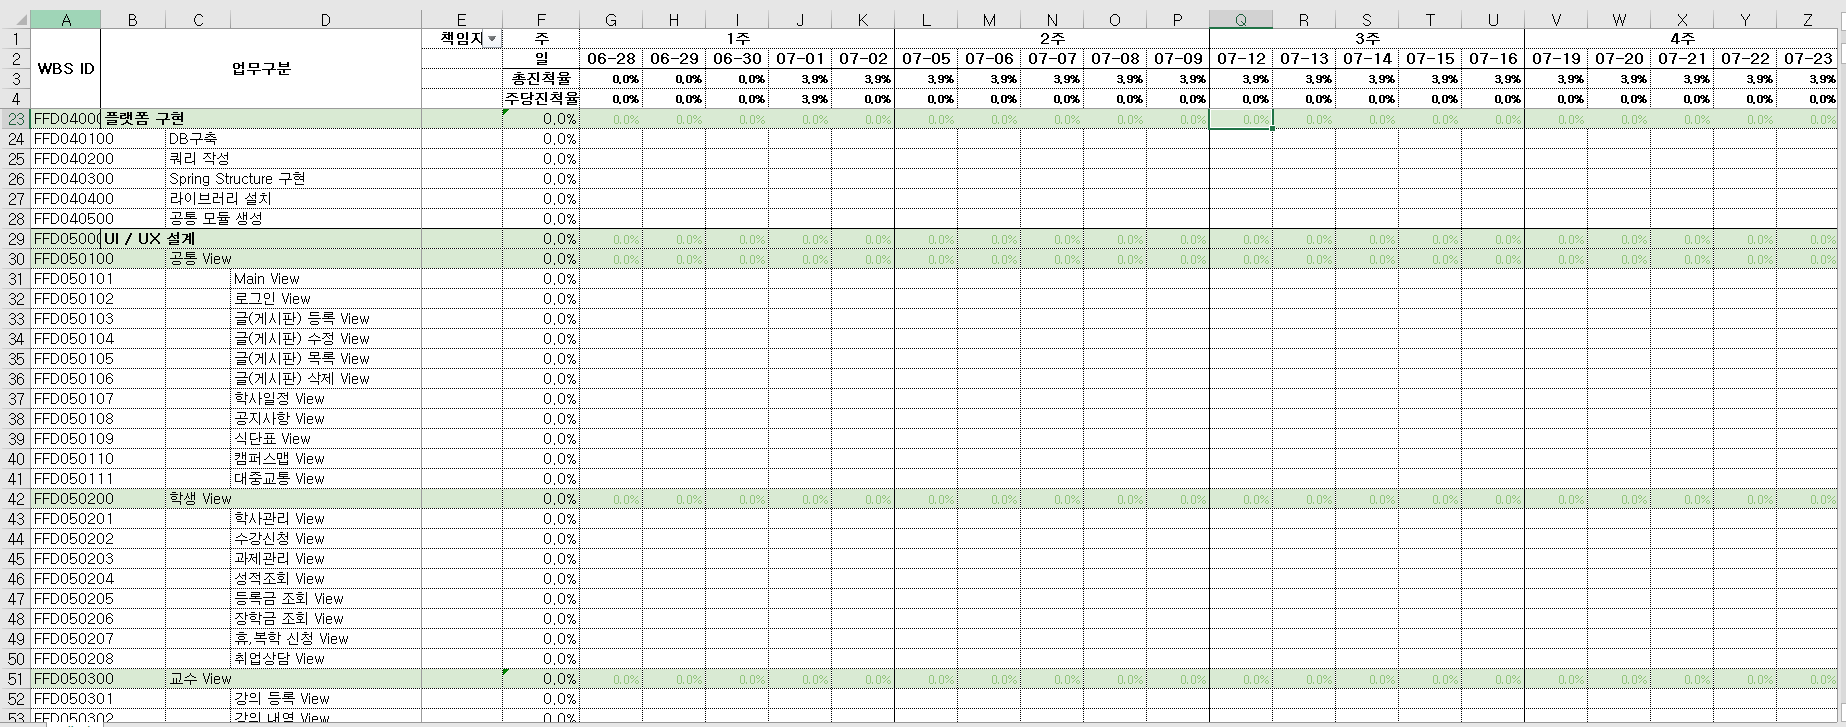 A B C D E F G H I J K L M N O P Q R S T U V W X Y Z
1 WBS ID 업무구분 책임자 주 1주 2주 3주 4주
2 일 06-28 06-29 06-30 07-01 07-02 07-05 07-06 07-07 07-08 07-09 07-12 07-13 07-14 07-15 07-16 07-19 07-20 07-21 07-22 07-23
3 총진척율 0.0% 0.0% 0.0% 3.9% 3.9% 3.9% 3.9% 3.9% 3.9% 3.9% 3.9% 3.9% 3.9% 3.9% 3.9% 3.9% 3.9% 3.9% 3.9% 3.9%
4 주당진척율 0.0% 0.0% 0.0% 3.9% 0.0% 0.0% 0.0% 0.0% 0.0% 0.0% 0.0% 0.0% 0.0% 0.0% 0.0% 0.0% 0.0% 0.0% 0.0% 0.0%
23 FFD04000 플랫폼 구현 0.0% 0.0% 0.0% 0.0% 0.0% 0.0% 0.0% 0.0% 0.0% 0.0% 0.0% 0.0% 0.0% 0.0% 0.0% 0.0% 0.0% 0.0% 0.0% 0.0% 0.0%
24 FFD040100 DB구축 0.0%
25 FFD040200 쿼리 작성 0.0%
26 FFD040300 Spring Structure 구현 0.0%
27 FFD040400 라이브러리 설치 0.0%
28 FFD040500 공통 모듈 생성 0.0%
29 FFD05000 UI / UX 설계 0.0% 0.0% 0.0% 0.0% 0.0% 0.0% 0.0% 0.0% 0.0% 0.0% 0.0% 0.0% 0.0% 0.0% 0.0% 0.0% 0.0% 0.0% 0.0% 0.0% 0.0%
30 FFD050100 공통 View 0.0% 0.0% 0.0% 0.0% 0.0% 0.0% 0.0% 0.0% 0.0% 0.0% 0.0% 0.0% 0.0% 0.0% 0.0% 0.0% 0.0% 0.0% 0.0% 0.0% 0.0%
31 FFD050101 Main View 0.0%
32 FFD050102 로그인 View 0.0%
33 FFD050103 글(게시판) 등록 View 0.0%
34 FFD050104 글(게시판) 수정 View 0.0%
35 FFD050105 글(게시판) 목록 View 0.0%
36 FFD050106 글(게시판) 삭제 View 0.0%
37 FFD050107 학사일정 View 0.0%
38 FFD050108 공지사항 View 0.0%
39 FFD050109 식단표 View 0.0%
40 FFD050110 캠퍼스맵 View 0.0%
41 FFD050111 대중교통 View 0.0%
42 FFD050200 학생 View 0.0% 0.0% 0.0% 0.0% 0.0% 0.0% 0.0% 0.0% 0.0% 0.0% 0.0% 0.0% 0.0% 0.0% 0.0% 0.0% 0.0% 0.0% 0.0% 0.0% 0.0%
43 FFD050201 학사관리 View 0.0%
44 FFD050202 수강신청 View 0.0%
45 FFD050203 과제관리 View 0.0%
46 FFD050204 성적조회 View 0.0%
47 FFD050205 등록금 조회 View 0.0%
48 FFD050206 장학금 조회 View 0.0%
49 FFD050207 휴,복학 신청 View 0.0%
50 FFD050208 취업상담 View 0.0%
51 FFD050300 교수 View 0.0% 0.0% 0.0% 0.0% 0.0% 0.0% 0.0% 0.0% 0.0% 0.0% 0.0% 0.0% 0.0% 0.0% 0.0% 0.0% 0.0% 0.0% 0.0% 0.0% 0.0%
52 FFD050301 강의 등록 View 0.0%
53 FFD050302 강의 내역 View 0.0%